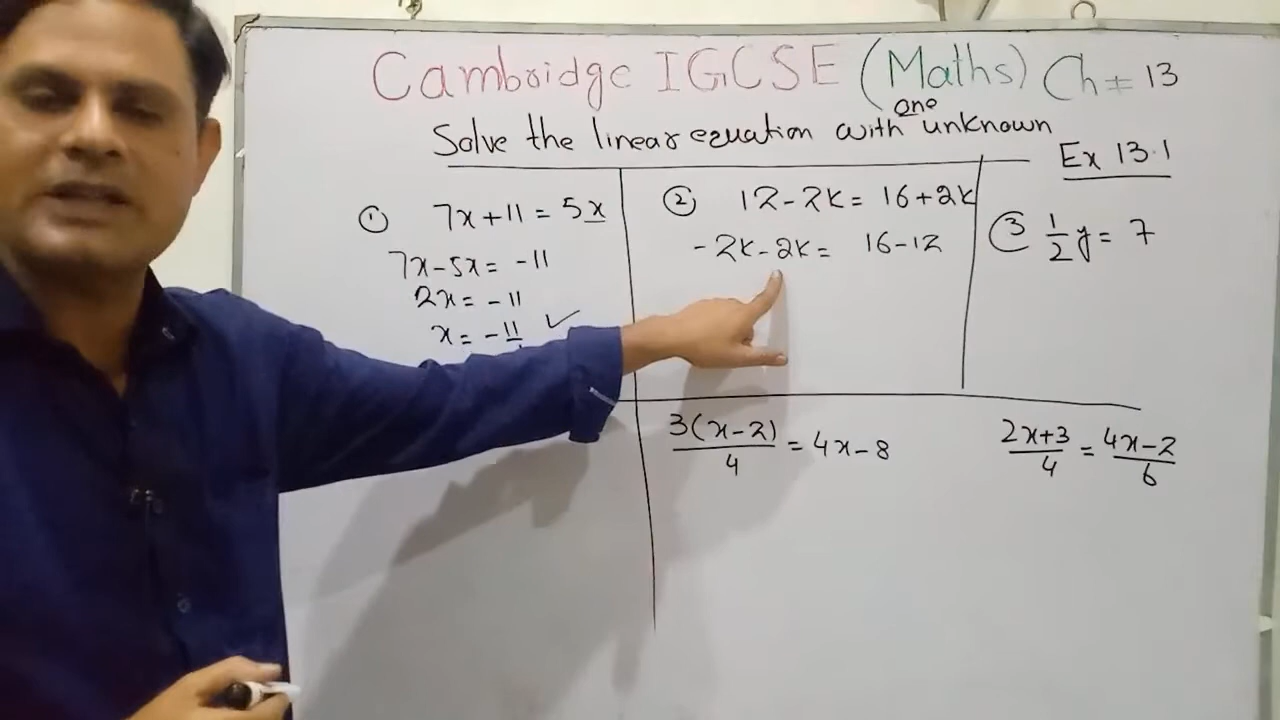 Cambridge IGCSE (Maths) Ch = 13
Solve the linear equation with one unknown
Ex 13.1
① 7x+11 = 5x
7x-5x = -11
2x = -11
x = -11 ✓
② 12-2k = 16+2k
-2k-2k = 16-12
③ 1/2 y = 7
3(x-2)/4 = 4x-8
2x+3/4 = 4x-2/6